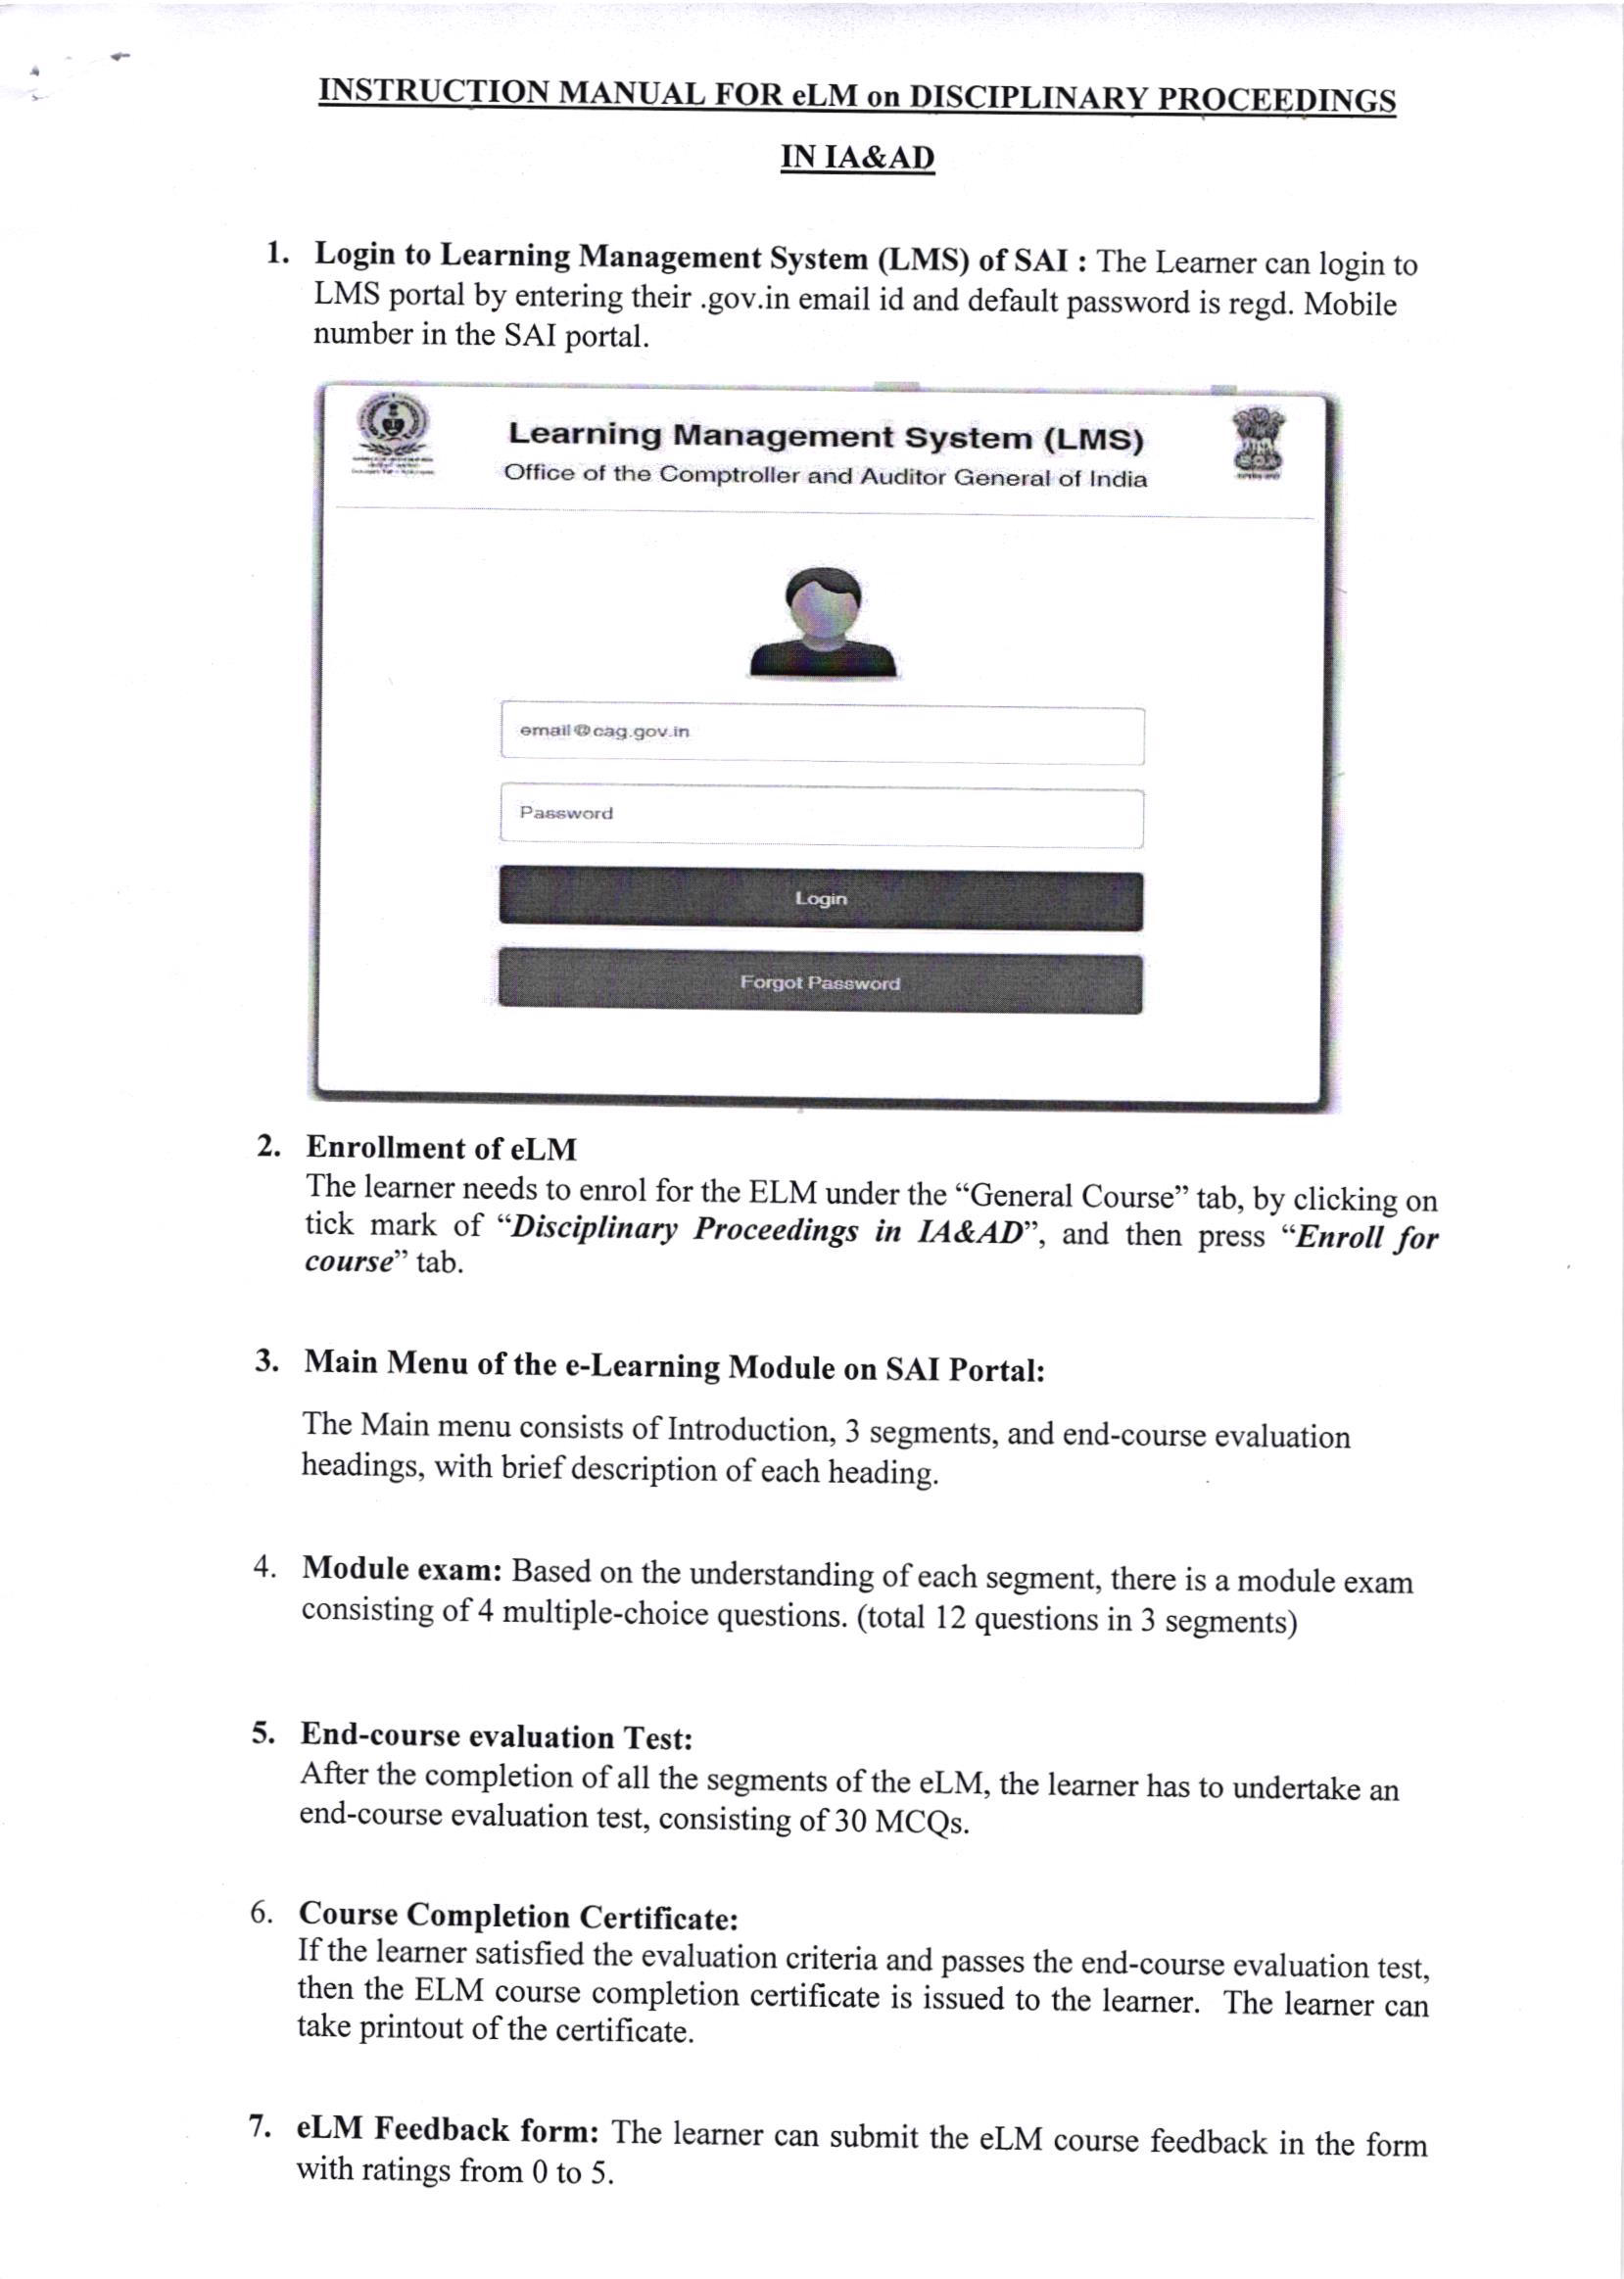 INSTRUCTION MANUAL FOR eLM on DISCIPLINARY PROCEEDINGS
IN IA&AD
1. Login to Learning Management System (LMS) of SAI : The Learner can login to
LMS portal by entering their .gov.in email id and default password is regd. Mobile
number in the SAI portal.
Learning Management System (LMS)
Office of the Comptroller and Auditor General of India
email@cag.gov.in
Password
Login
Forgot Password
2. Enrollment of eLM
The learner needs to enrol for the ELM under the “General Course” tab, by clicking on
tick mark of “Disciplinary Proceedings in IA&AD”, and then press “Enroll for
course” tab.
3. Main Menu of the e-Learning Module on SAI Portal:
The Main menu consists of Introduction, 3 segments, and end-course evaluation
headings, with brief description of each heading.
4. Module exam: Based on the understanding of each segment, there is a module exam
consisting of 4 multiple-choice questions. (total 12 questions in 3 segments)
5. End-course evaluation Test:
After the completion of all the segments of the eLM, the learner has to undertake an
end-course evaluation test, consisting of 30 MCQs.
6. Course Completion Certificate:
If the learner satisfied the evaluation criteria and passes the end-course evaluation test,
then the ELM course completion certificate is issued to the learner. The learner can
take printout of the certificate.
7. eLM Feedback form: The learner can submit the eLM course feedback in the form
with ratings from 0 to 5.